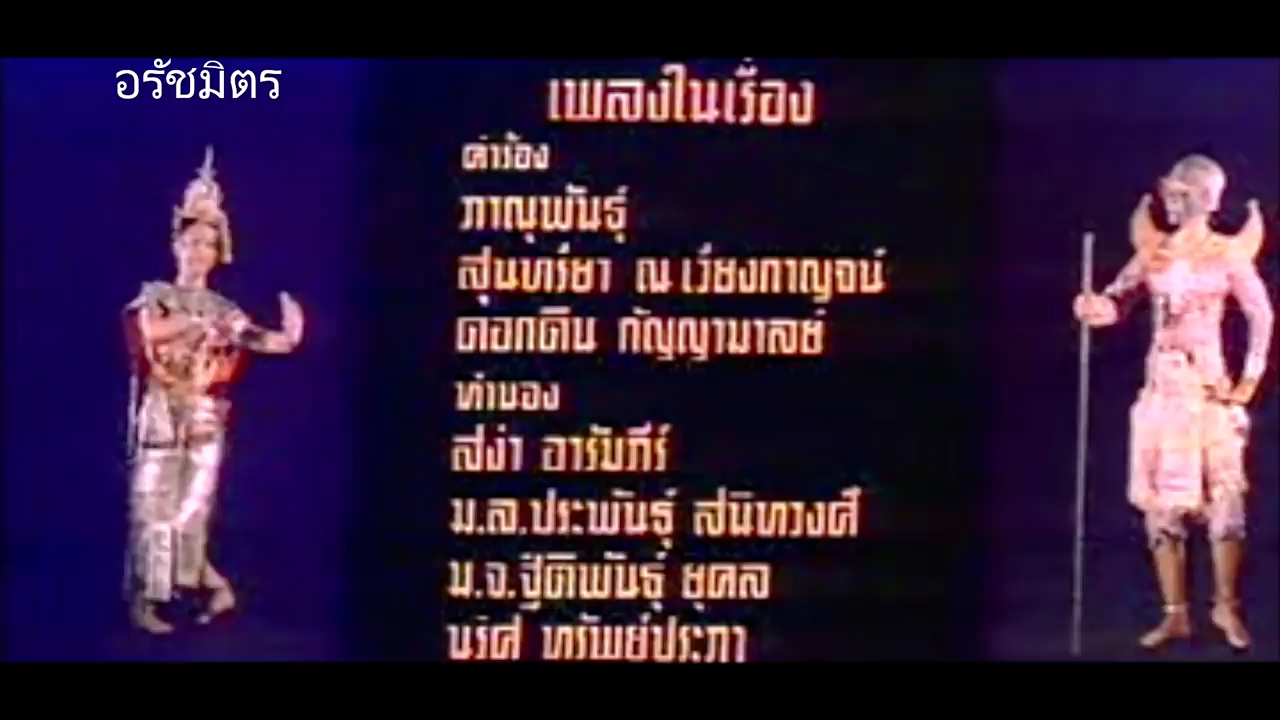 อรัชมิตร
เพลงในเรื่อง
คำร้อง
ภาณุพันธุ์
สุนทรียา ณ เวียงกาญจน์
ดอกดิน กัญญามาลย์
ทำนอง
สง่า อารัมภีร์
ม.ล.ประพันธุ์ สนิทวงศ์
ม.จ.ฐิติพันธุ์ ยุคล
นริศ ทรัพย์ประภา